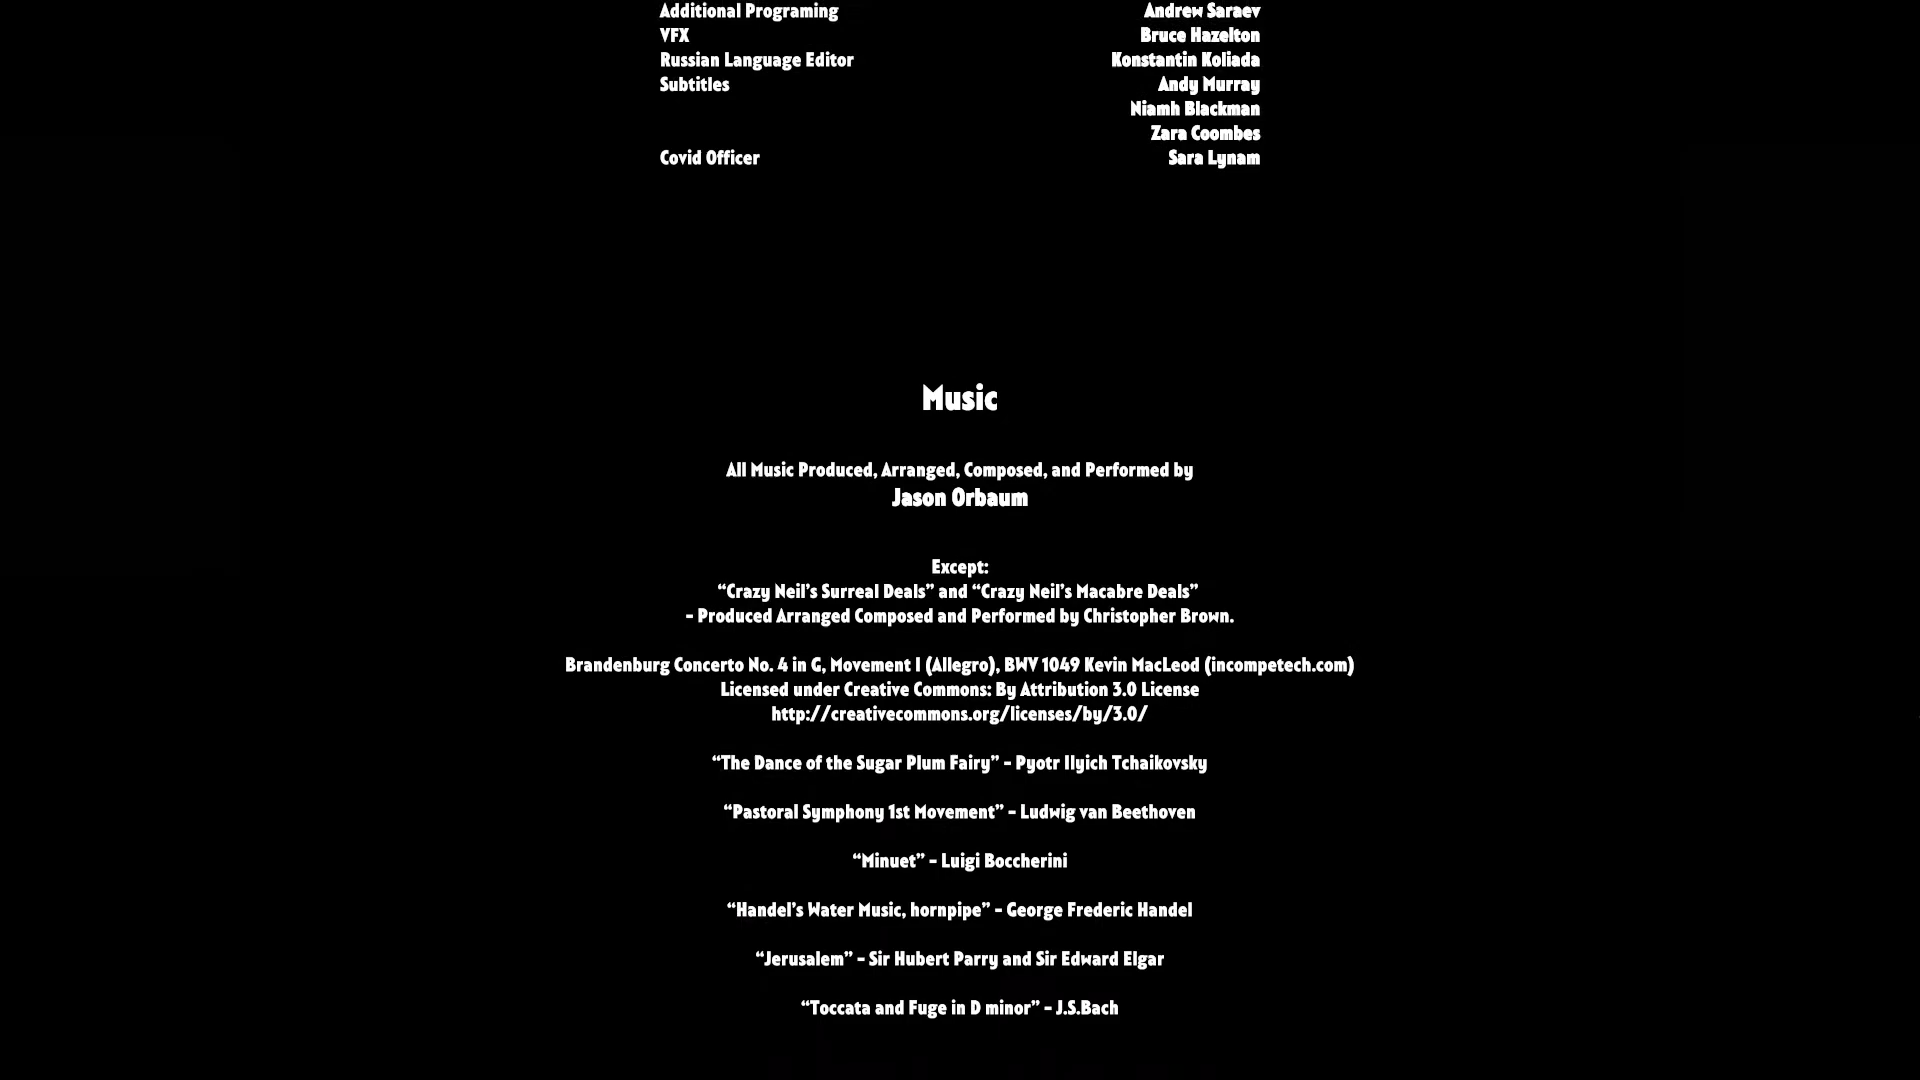 Additional Programing Andrew Saraev
VFX Bruce Hazelton
Russian Language Editor Konstantin Koliada
Subtitles Andy Murray
Niamh Blackman
Zara Coombes
Covid Officer Sara Lynam
Music
All Music Produced, Arranged, Composed, and Performed by
Jason Orbaum
Except:
“Crazy Neil’s Surreal Deals” and “Crazy Neil’s Macabre Deals”
- Produced Arranged Composed and Performed by Christopher Brown.
Brandenburg Concerto No. 4 in G, Movement I (Allegro), BWV 1049 Kevin MacLeod (incompetech.com)
Licensed under Creative Commons: By Attribution 3.0 License
http://creativecommons.org/licenses/by/3.0/
“The Dance of the Sugar Plum Fairy” - Pyotr Ilyich Tchaikovsky
“Pastoral Symphony 1st Movement” - Ludwig van Beethoven
“Minuet” - Luigi Boccherini
“Handel’s Water Music, hornpipe” - George Frederic Handel
“Jerusalem” - Sir Hubert Parry and Sir Edward Elgar
“Toccata and Fuge in D minor” - J.S.Bach